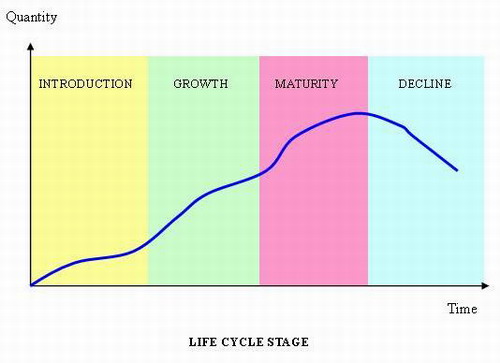 Quantity
INTRODUCTION GROWTH MATURITY DECLINE
Time
LIFE CYCLE STAGE